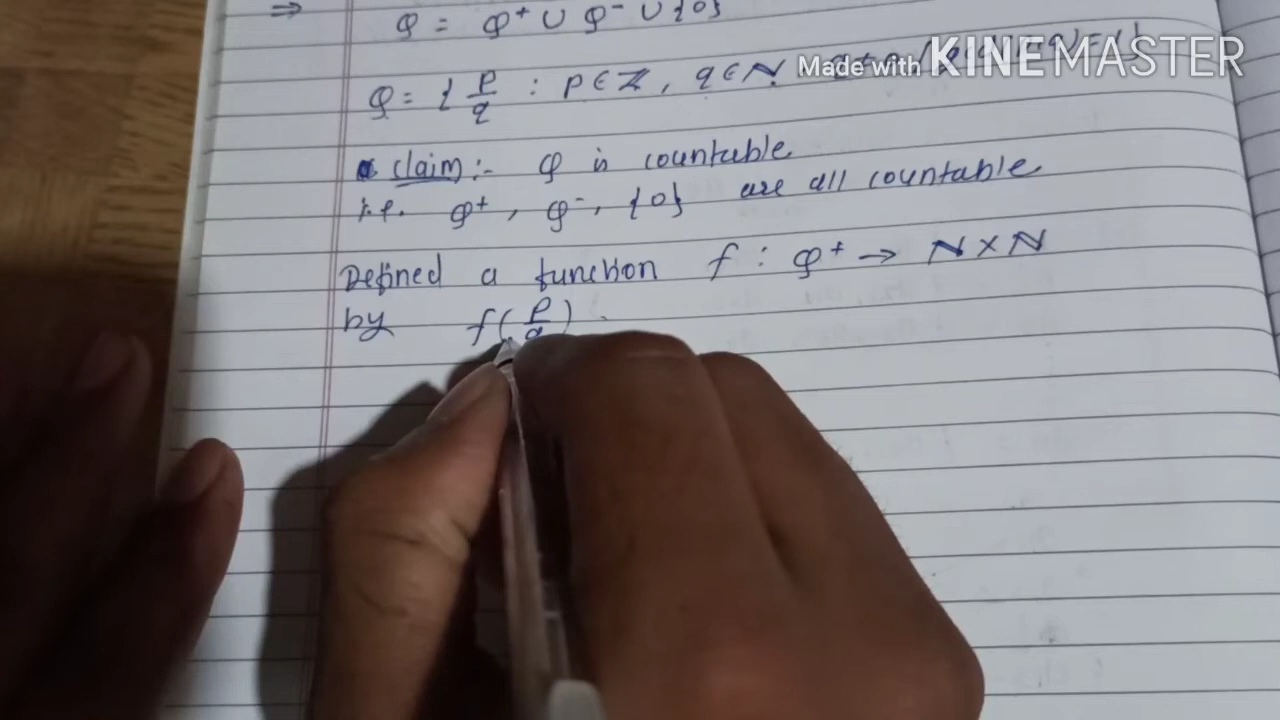 ⇒ Q = Q⁺ ∪ Q⁻ ∪ {0}
Q = { p/q : p ∈ Z, q ∈ N
Made with KINEMASTER
claim :- Q is countable
i.e. Q⁺, Q⁻, {0} are all countable
Defined a function f : Q⁺ → N × N
by f(p/q)